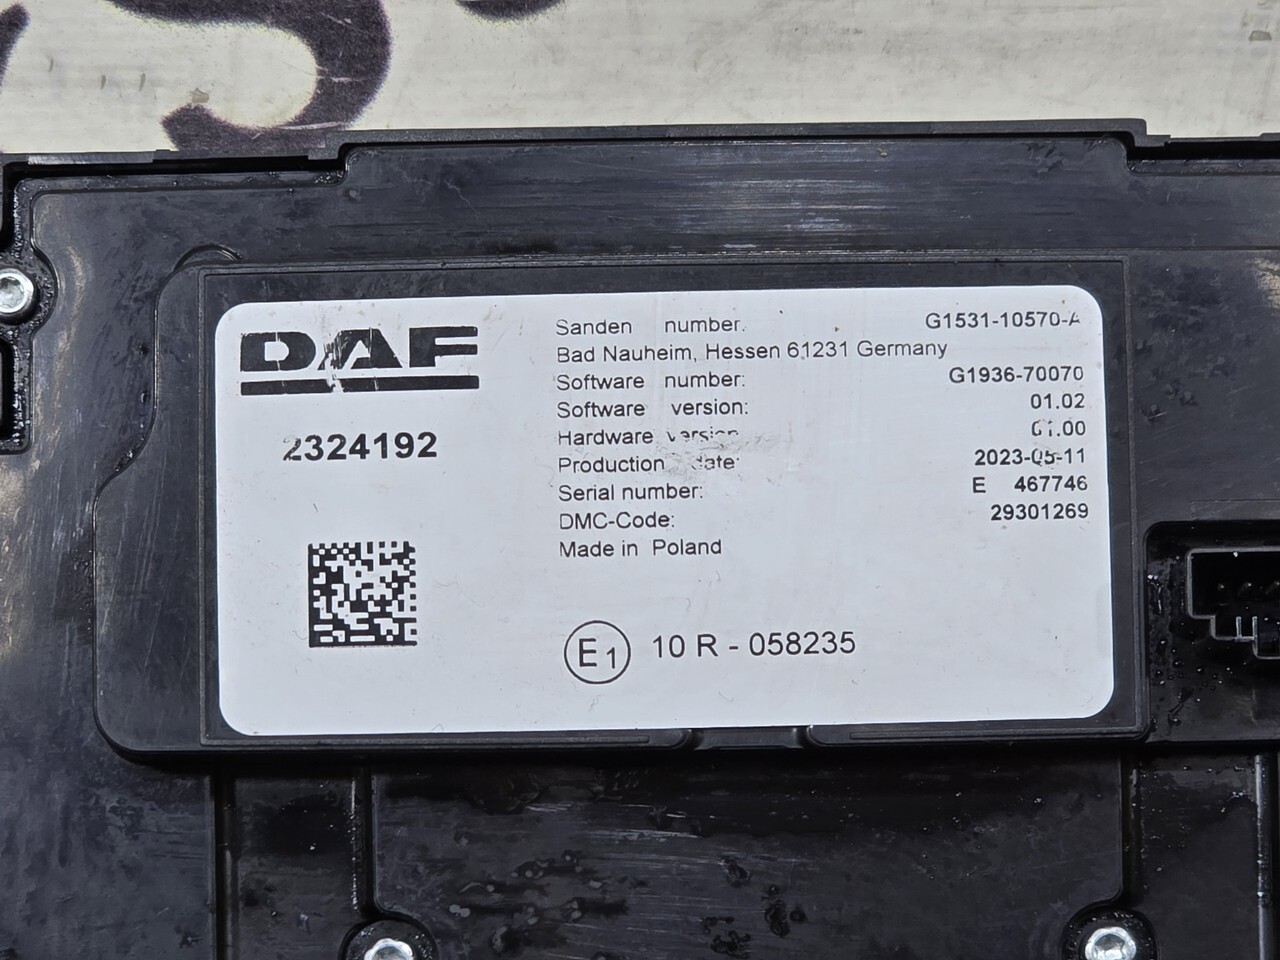 DAF
2324192
Sanden number. G1531-10570-A
Bad Nauheim, Hessen 61231 Germany
Software number: G1936-70070
Software version: 01.02
Hardware version 01.00
Production date: 2023-05-11
Serial number: E 467746
DMC-Code: 29301269
Made in Poland
E1 10 R - 058235